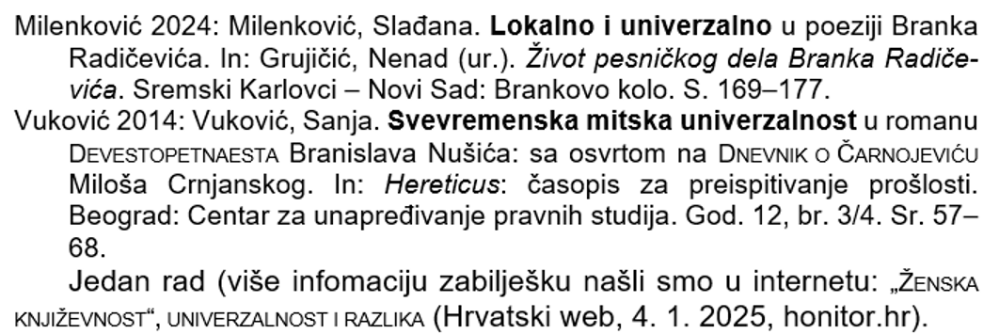 Milenković 2024: Milenković, Slađana. Lokalno i univerzalno u poeziji Branka
Radičevića. In: Grujičić, Nenad (ur.). Život pesničkog dela Branka Radiče-
vića. Sremski Karlovci – Novi Sad: Brankovo kolo. S. 169–177.
Vuković 2014: Vuković, Sanja. Svevremenska mitska univerzalnost u romanu
DEVESTOPETNAESTA Branislava Nušića: sa osvrtom na DNEVNIK O ČARNOJEVIĆU
Miloša Crnjanskog. In: Hereticus: časopis za preispitivanje prošlosti.
Beograd: Centar za unapređivanje pravnih studija. God. 12, br. 3/4. Sr. 57–
68.
Jedan rad (više infomaciju zabilješku našli smo u internetu: „ŽENSKA
KNJIŽEVNOST“, UNIVERZALNOST I RAZLIKA (Hrvatski web, 4. 1. 2025, honitor.hr).